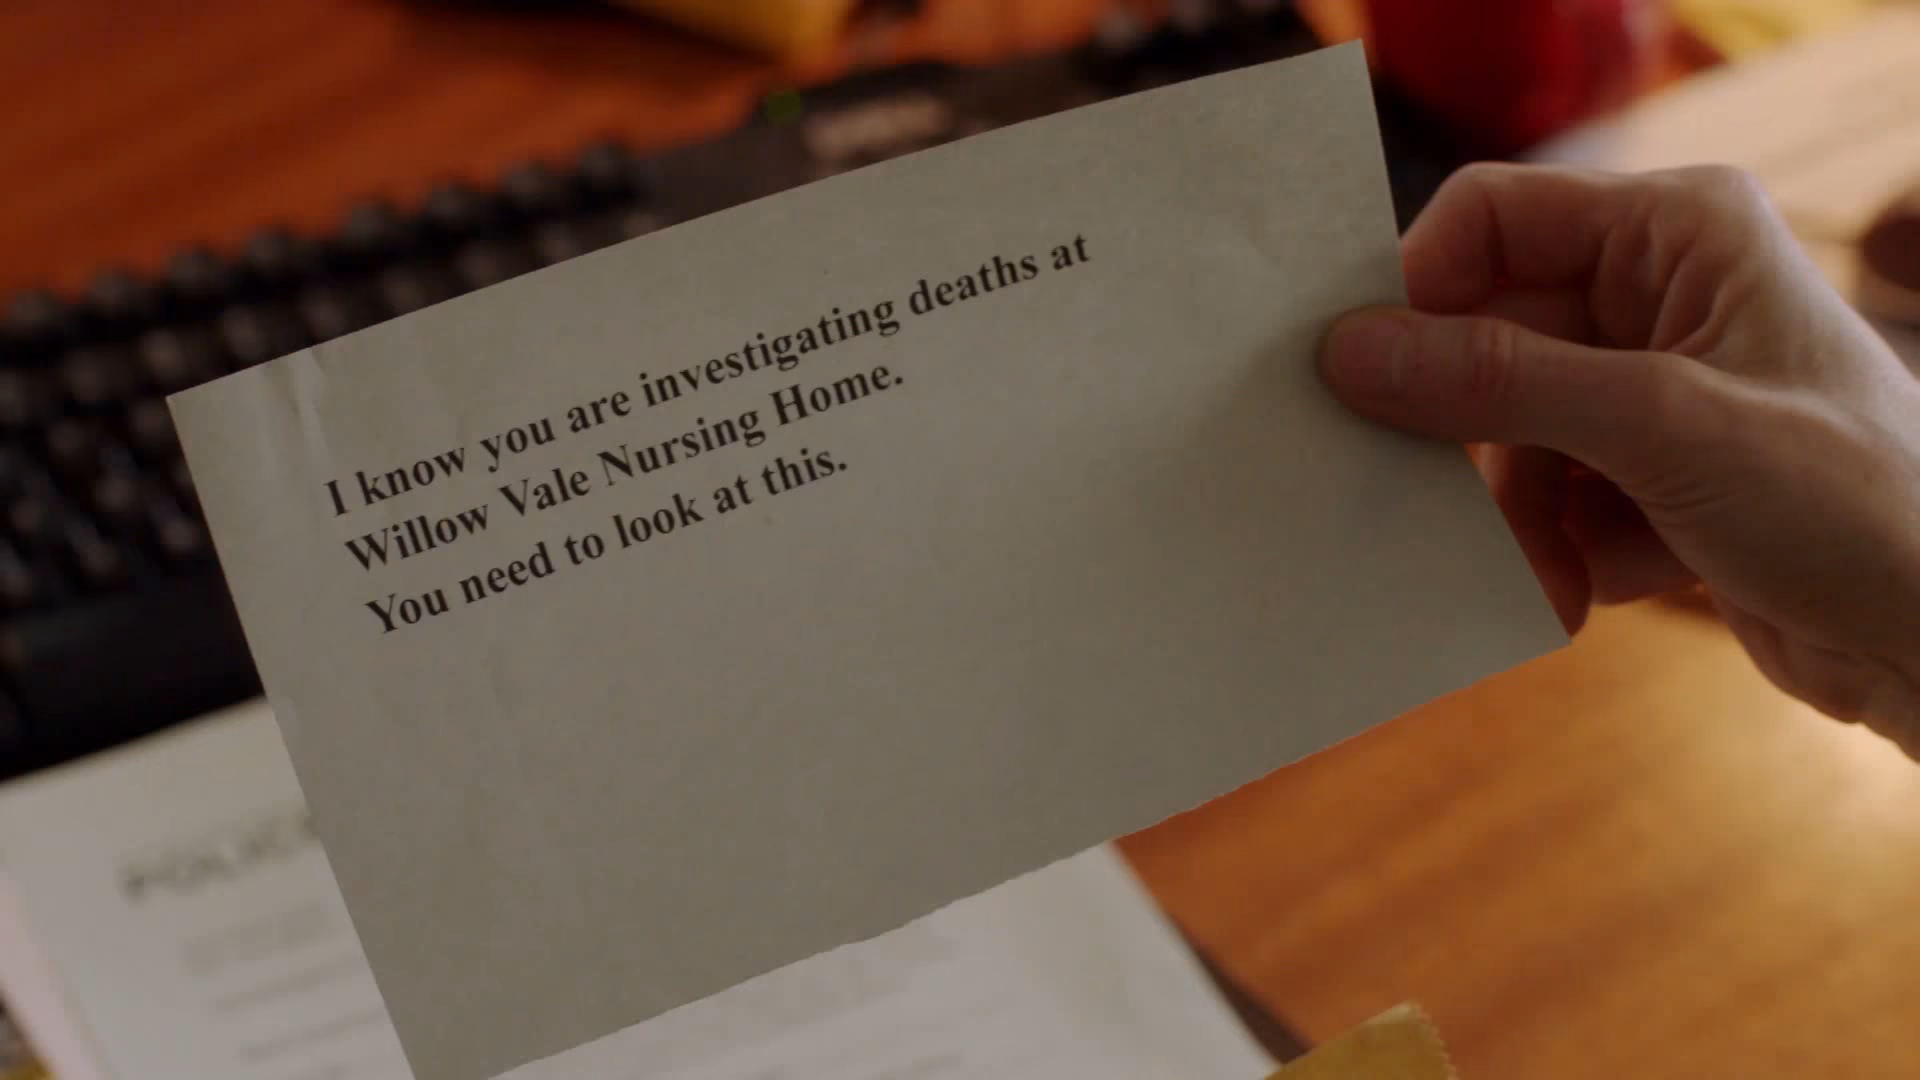 I know you are investigating deaths at
Willow Vale Nursing Home.
You need to look at this.